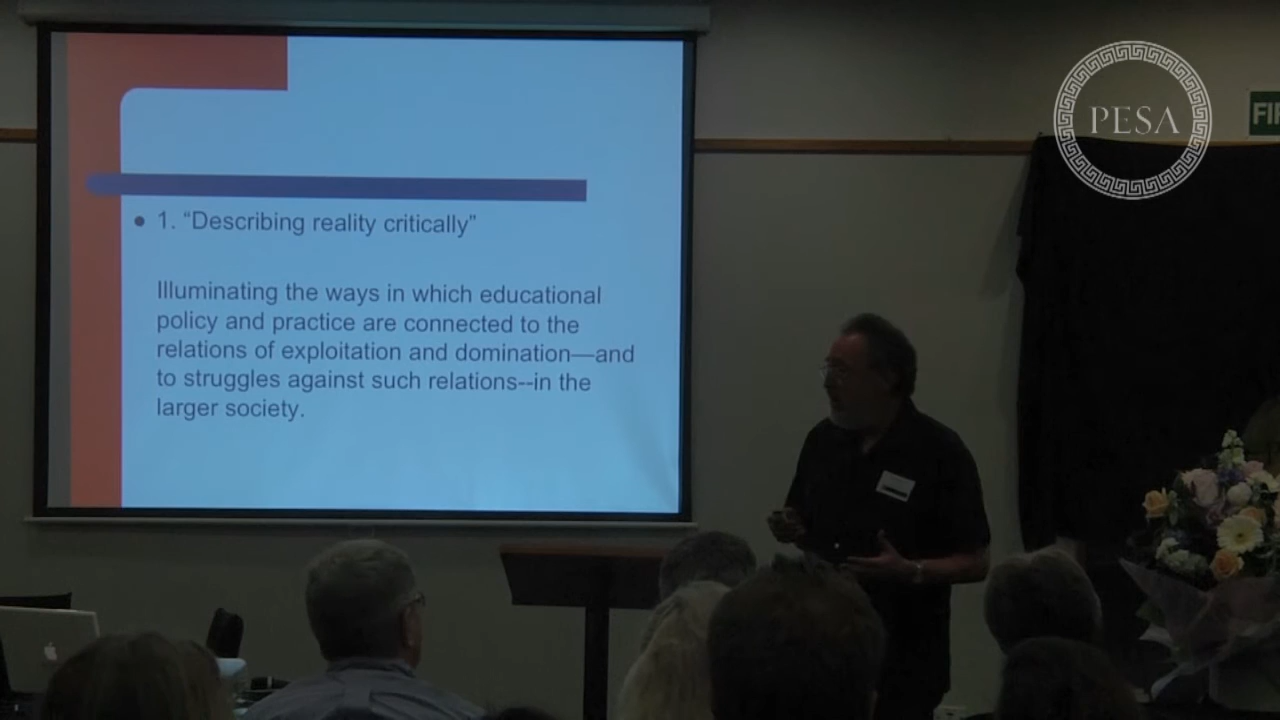 PESA
FI
• 1. “Describing reality critically”
Illuminating the ways in which educational
policy and practice are connected to the
relations of exploitation and domination—and
to struggles against such relations--in the
larger society.